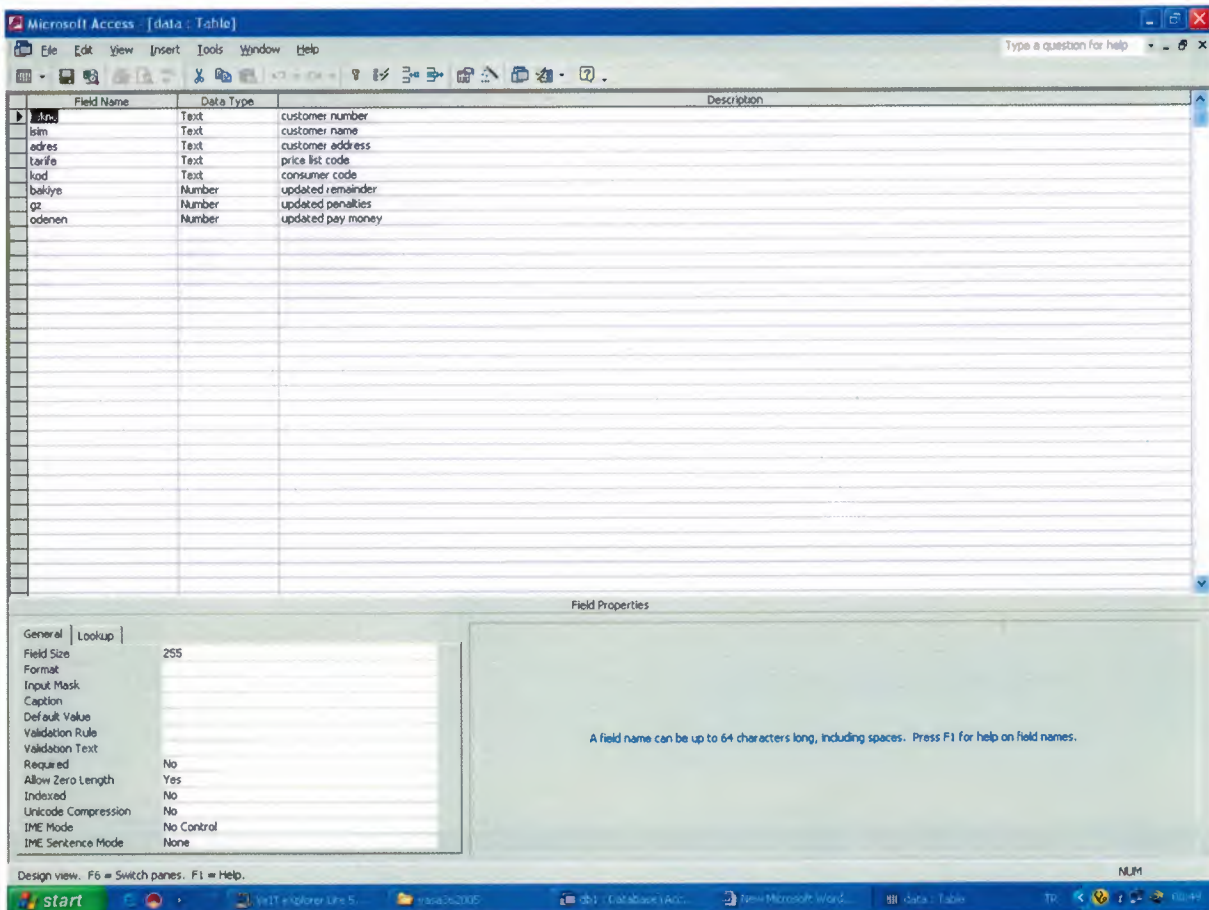 Microsoft Access - [data : Table]
File Edit View Insert Tools Window Help
Type a question for help
Field Name Data Type Description
Text customer number
isim Text customer name
adres Text customer address
tarife Text price list code
kod Text consumer code
bakiye Number updated remainder
gz Number updated penalties
odenen Number updated pay money
Field Properties
General Lookup
Field Size 255
Format
Input Mask
Caption
Default Value
Validation Rule
Validation Text
Required No
Allow Zero Length Yes
Indexed No
Unicode Compression No
IME Mode No Control
IME Sentence Mode None
A field name can be up to 64 characters long, including spaces. Press F1 for help on field names.
Design view. F6 = Switch panes. F1 = Help.
NUM
start
db1 : Database (Acc...
New Microsoft Word...
data : Table
TR